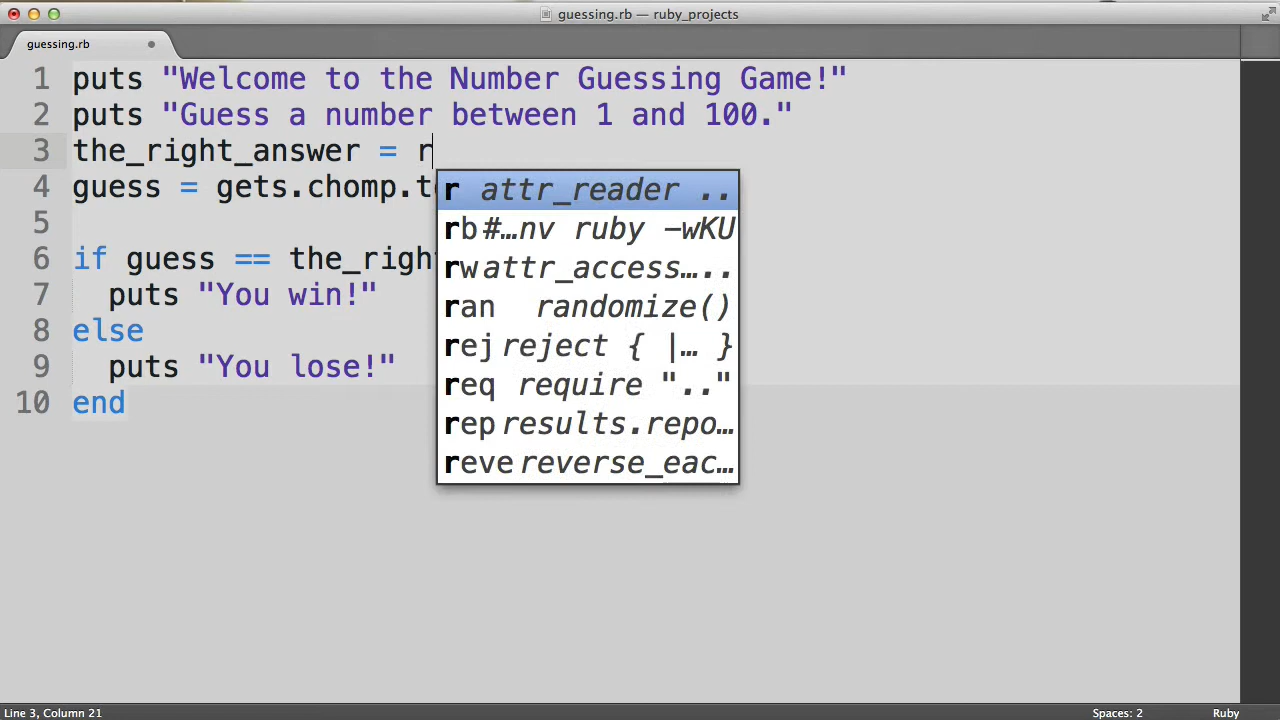 guessing.rb — ruby_projects
guessing.rb
1 puts "Welcome to the Number Guessing Game!"
2 puts "Guess a number between 1 and 100."
3 the_right_answer = r
4 guess = gets.chomp.t
5
6 if guess == the_right
7 puts "You win!"
8 else
9 puts "You lose!"
10 end
r attr_reader ..
rb #…nv ruby -wKU
rw attr_access…..
ran randomize()
rej reject { |… }
req require ".."
rep results.repo…
reve reverse_eac…
Line 3, Column 21
Spaces: 2
Ruby